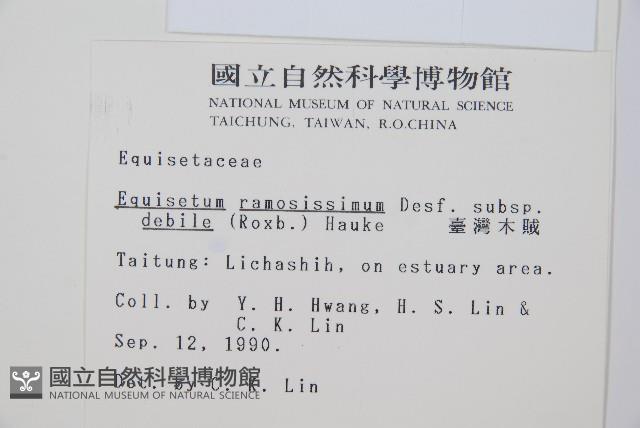 國立自然科學博物館
NATIONAL MUSEUM OF NATURAL SCIENCE
TAICHUNG, TAIWAN, R.O.CHINA
Equisetaceae
Equisetum ramosissimum Desf. subsp.
debile (Roxb.) Hauke 臺灣木賊
Taitung: Lichashih, on estuary area.
Coll. by Y. H. Hwang, H. S. Lin &
C. K. Lin
Sep. 12, 1990.
Det. by C. K. Lin
國立自然科學博物館
NATIONAL MUSEUM OF NATURAL SCIENCE